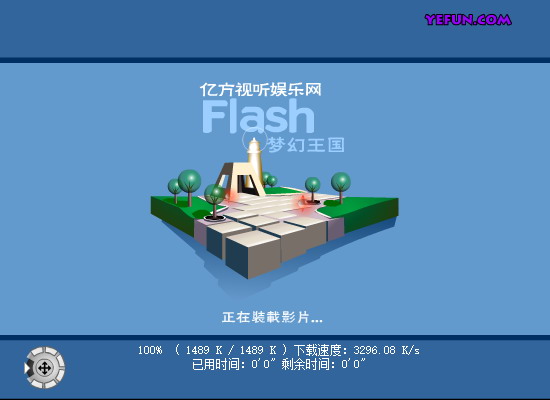 YEFUN.COM
亿方视听娱乐网
Flash
梦幻王国
正在裝載影片...
100% ( 1489 K / 1489 K ) 下载速度: 3296.08 K/s
已用时间: 0'0" 剩余时间: 0'0"